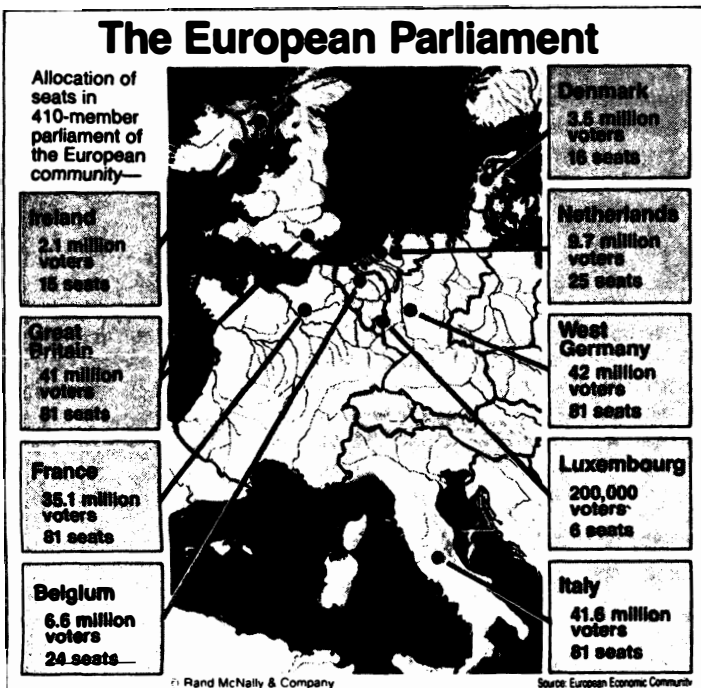 The European Parliament
Allocation of
seats in
410-member
parliament of
the European
community—
Ireland
2.1 million
voters
15 seats
Great
Britain
41 million
voters
81 seats
France
35.1 million
voters
81 seats
Belgium
6.6 million
voters
24 seats
Denmark
3.5 million
voters
16 seats
Netherlands
9.7 million
voters
25 seats
West
Germany
42 million
voters
81 seats
Luxembourg
200,000
voters
6 seats
Italy
41.6 million
voters
81 seats
© Rand McNally & Company
Source: European Economic Community